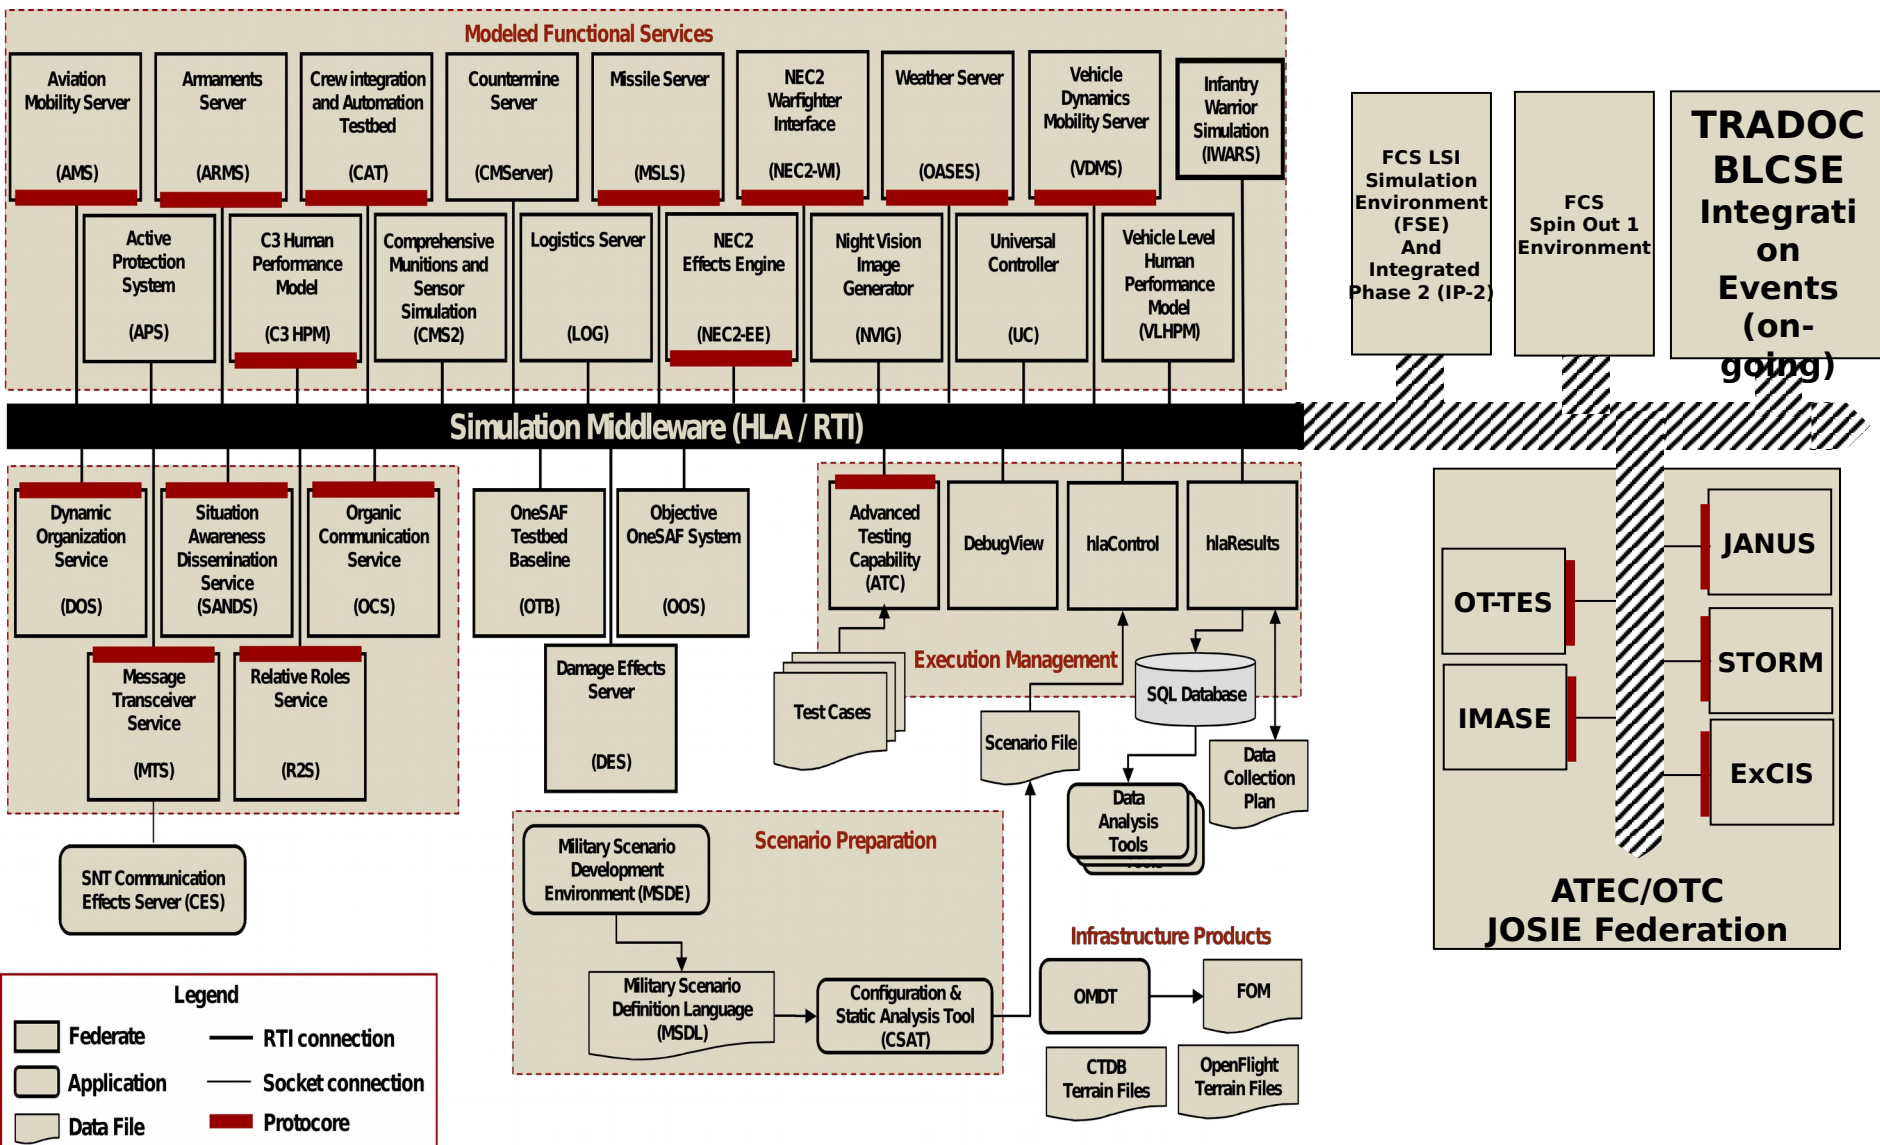 Modeled Functional Services
Aviation
Mobility Server
(AMS)
Armaments
Server
(ARMS)
Crew integration
and Automation
Testbed
(CAT)
Countermine
Server
(CMServer)
Missile Server
(MSLS)
NEC2
Warfighter
Interface
(NEC2-WI)
Weather Server
(OASES)
Vehicle
Dynamics
Mobility Server
(VDMS)
Infantry
Warrior
Simulation
(IWARS)
Active
Protection
System
(APS)
C3 Human
Performance
Model
(C3 HPM)
Comprehensive
Munitions and
Sensor
Simulation
(CMS2)
Logistics Server
(LOG)
NEC2
Effects Engine
(NEC2-EE)
Night Vision
Image
Generator
(NVIG)
Universal
Controller
(UC)
Vehicle Level
Human
Performance
Model
(VLHPM)
FCS LSI
Simulation
Environment
(FSE)
And
Integrated
Phase 2 (IP-2)
FCS
Spin Out 1
Environment
TRADOC
BLCSE
Integrati
on
Events
(on-
going)
Simulation Middleware (HLA / RTI)
Dynamic
Organization
Service
(DOS)
Situation
Awareness
Dissemination
Service
(SANDS)
Organic
Communication
Service
(OCS)
Message
Transceiver
Service
(MTS)
Relative Roles
Service
(R2S)
SNT Communication
Effects Server (CES)
OneSAF
Testbed
Baseline
(OTB)
Objective
OneSAF System
(OOS)
Damage Effects
Server
(DES)
Advanced
Testing
Capability
(ATC)
DebugView
hlaControl
hlaResults
Execution Management
Test Cases
Scenario File
SQL Database
Data
Collection
Plan
Data
Analysis
Tools
Tools
Scenario Preparation
Military Scenario
Development
Environment (MSDE)
Military Scenario
Definition Language
(MSDL)
Configuration &
Static Analysis Tool
(CSAT)
Infrastructure Products
OMDT
FOM
CTDB
Terrain Files
OpenFlight
Terrain Files
OT-TES
IMASE
JANUS
STORM
ExCIS
ATEC/OTC
JOSIE Federation
Legend
Federate
RTI connection
Application
Socket connection
Data File
Protocore